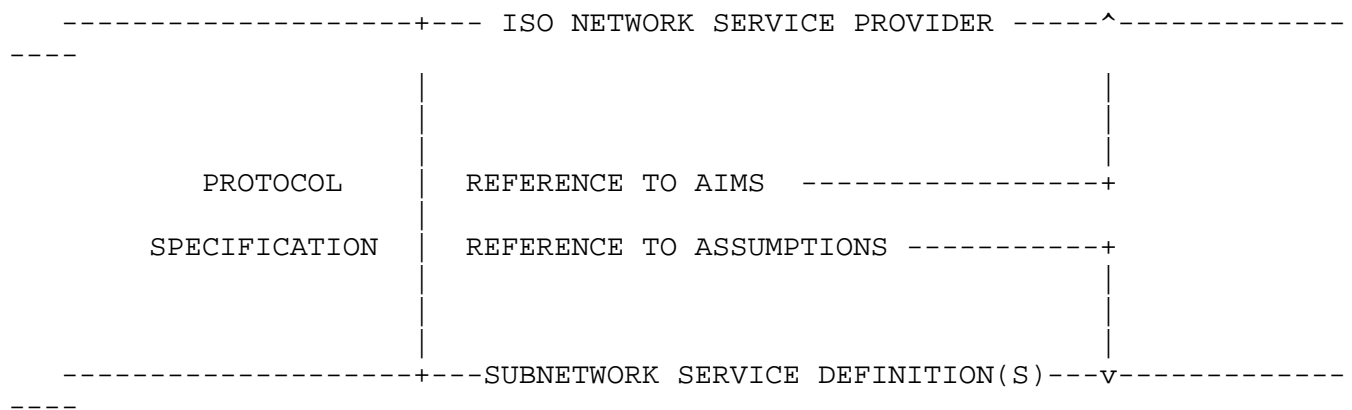 --------------------+--- ISO NETWORK SERVICE PROVIDER -----^-------------
----
| |
| |
| |
PROTOCOL | REFERENCE TO AIMS -----------------+
|
SPECIFICATION | REFERENCE TO ASSUMPTIONS -----------+
| |
| |
| |
--------------------+---SUBNETWORK SERVICE DEFINITION(S)---v-------------
----